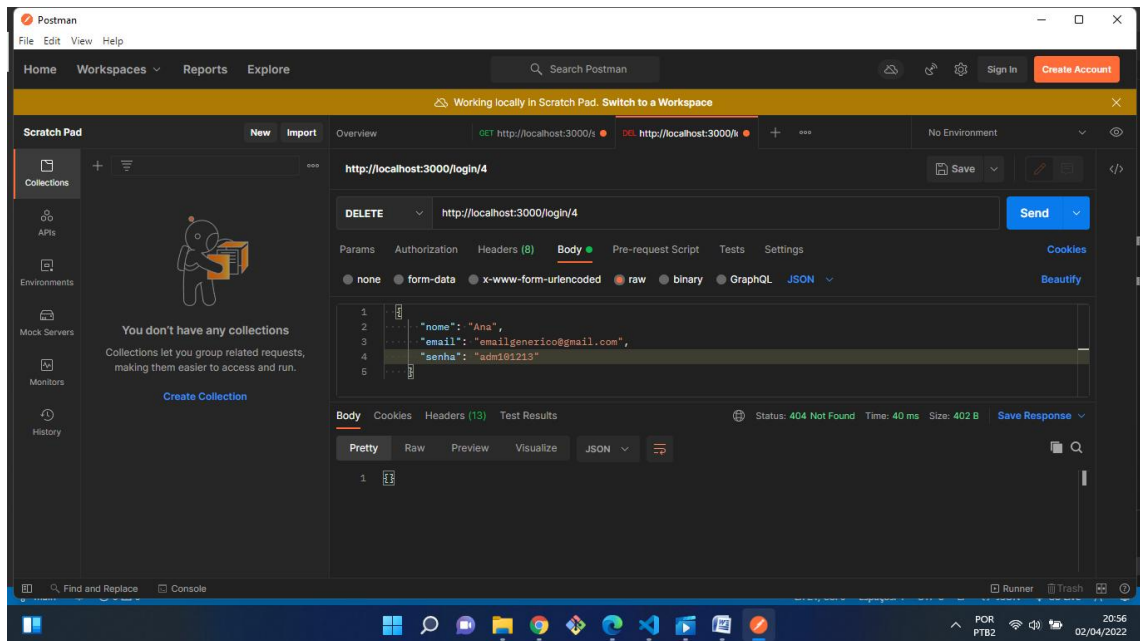 Postman
File Edit View Help
Home Workspaces Reports Explore Search Postman Sign In Create Account
Working locally in Scratch Pad. Switch to a Workspace
Scratch Pad New Import Overview GET http://localhost:3000/s DEL http://localhost:3000/lo No Environment
Collections
APIs
Environments
Mock Servers
Monitors
History
You don't have any collections
Collections let you group related requests,
making them easier to access and run.
Create Collection
http://localhost:3000/login/4 Save
DELETE http://localhost:3000/login/4 Send
Params Authorization Headers (8) Body Pre-request Script Tests Settings Cookies
none form-data x-www-form-urlencoded raw binary GraphQL JSON Beautify
1 {
2 "nome": "Ana",
3 "email": "emailgenerico@gmail.com",
4 "senha": "adm101213"
5 }
Body Cookies Headers (13) Test Results Status: 404 Not Found Time: 40 ms Size: 402 B Save Response
Pretty Raw Preview Visualize JSON
1 {}
Find and Replace Console Runner Trash
POR
PTB2
20:56
02/04/2022